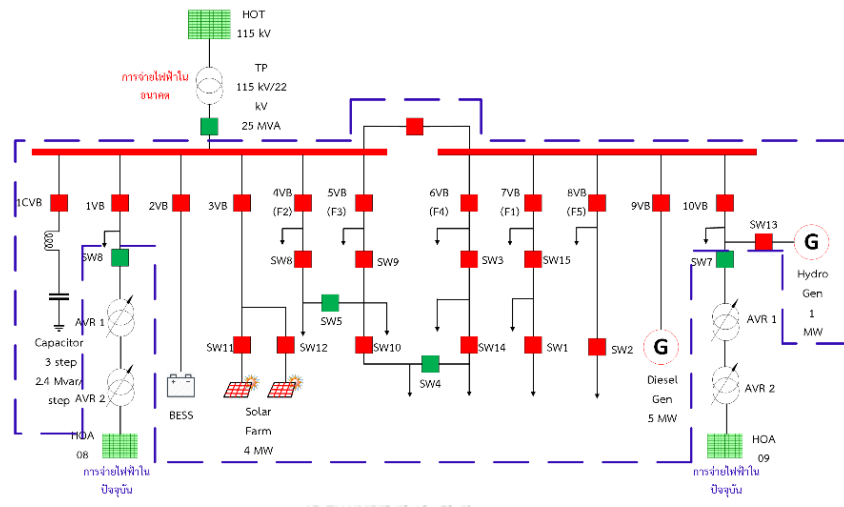 HOT
115 kV
TP
115 kV/22
kV
25 MVA
การจ่ายไฟฟ้าใน
อนาคต
1CVB
1VB
2VB
3VB
4VB
(F2)
5VB
(F3)
6VB
(F4)
7VB
(F1)
8VB
(F5)
9VB
10VB
SW13
SW8
SW8
SW9
SW3
SW15
SW7
G
Hydro
Gen
1
MW
SW5
AVR 1
AVR 1
Capacitor
3 step
2.4 Mvar/
step
SW11
SW12
SW10
SW4
SW14
SW1
SW2
G
Diesel
Gen
5 MW
AVR 2
AVR 2
BESS
Solar
Farm
4 MW
HOA
08
HOA
09
การจ่ายไฟฟ้าใน
ปัจจุบัน
การจ่ายไฟฟ้าใน
ปัจจุบัน